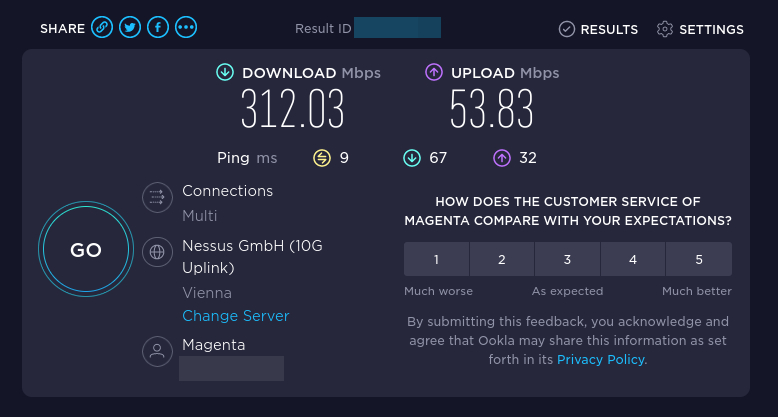 SHARE
Result ID
RESULTS
SETTINGS
DOWNLOAD Mbps
312.03
UPLOAD Mbps
53.83
Ping ms 9 67 32
GO
Connections
Multi
Nessus GmbH (10G
Uplink)
Vienna
Change Server
Magenta
HOW DOES THE CUSTOMER SERVICE OF
MAGENTA COMPARE WITH YOUR EXPECTATIONS?
1 2 3 4 5
Much worse As expected Much better
By submitting this feedback, you acknowledge and
agree that Ookla may share this information as set
forth in its Privacy Policy.